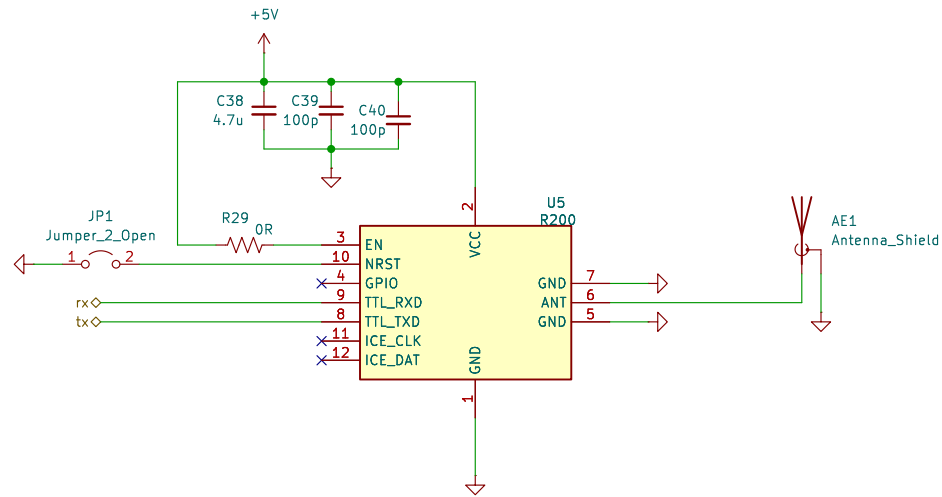 +5V
C38
4.7u
C39
100p
C40
100p
JP1
Jumper_2_Open
1
2
R29
0R
U5
R200
2
VCC
3
EN
10
NRST
4
GPIO
9
TTL_RXD
8
TTL_TXD
11
ICE_CLK
12
ICE_DAT
rx
tx
GND
7
ANT
6
GND
5
GND
1
AE1
Antenna_Shield